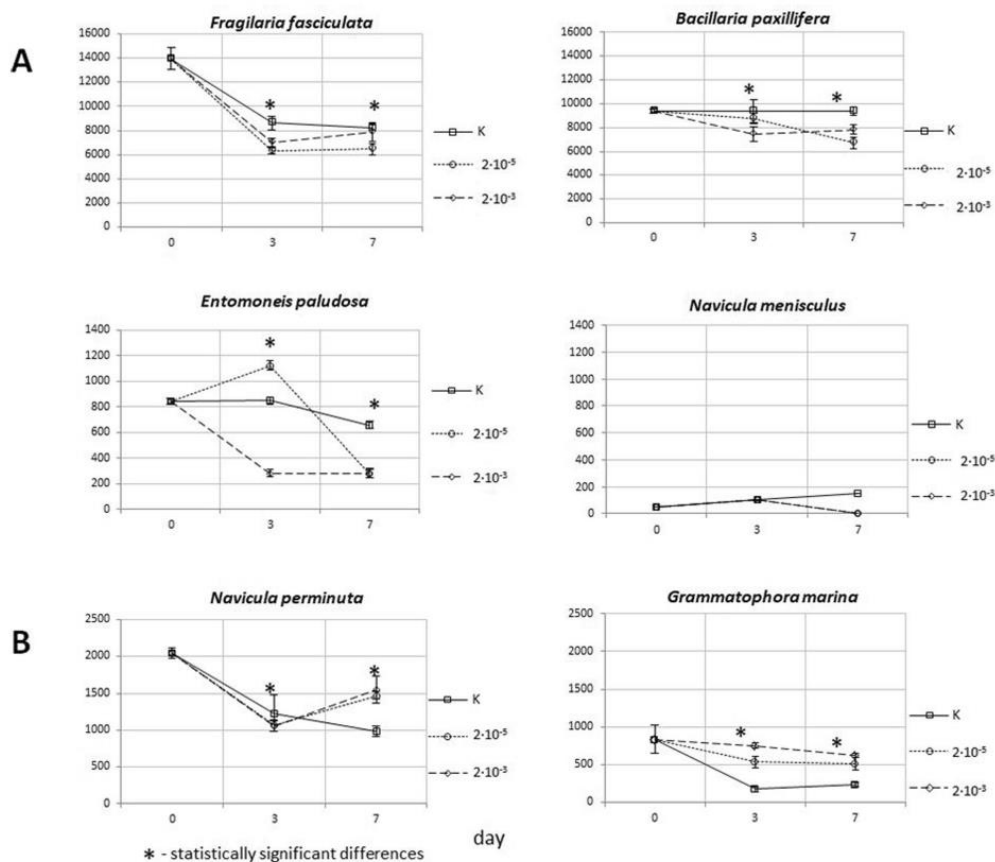 A
Fragilaria fasciculata
16000
14000
12000
10000
8000
6000
4000
2000
0
0 3 7
* *
K
2·10⁻⁵
2·10⁻³
Bacillaria paxillifera
16000
14000
12000
10000
8000
6000
4000
2000
0
0 3 7
* *
K
2·10⁻⁵
2·10⁻³
Entomoneis paludosa
1400
1200
1000
800
600
400
200
0
0 3 7
* *
K
2·10⁻⁵
2·10⁻³
Navicula menisculus
1400
1200
1000
800
600
400
200
0
0 3 7
K
2·10⁻⁵
2·10⁻³
B
Navicula perminuta
2500
2000
1500
1000
500
0
0 3 7
* *
K
2·10⁻⁵
2·10⁻³
Grammatophora marina
2500
2000
1500
1000
500
0
0 3 7
* *
K
2·10⁻⁵
2·10⁻³
day
* - statistically significant differences